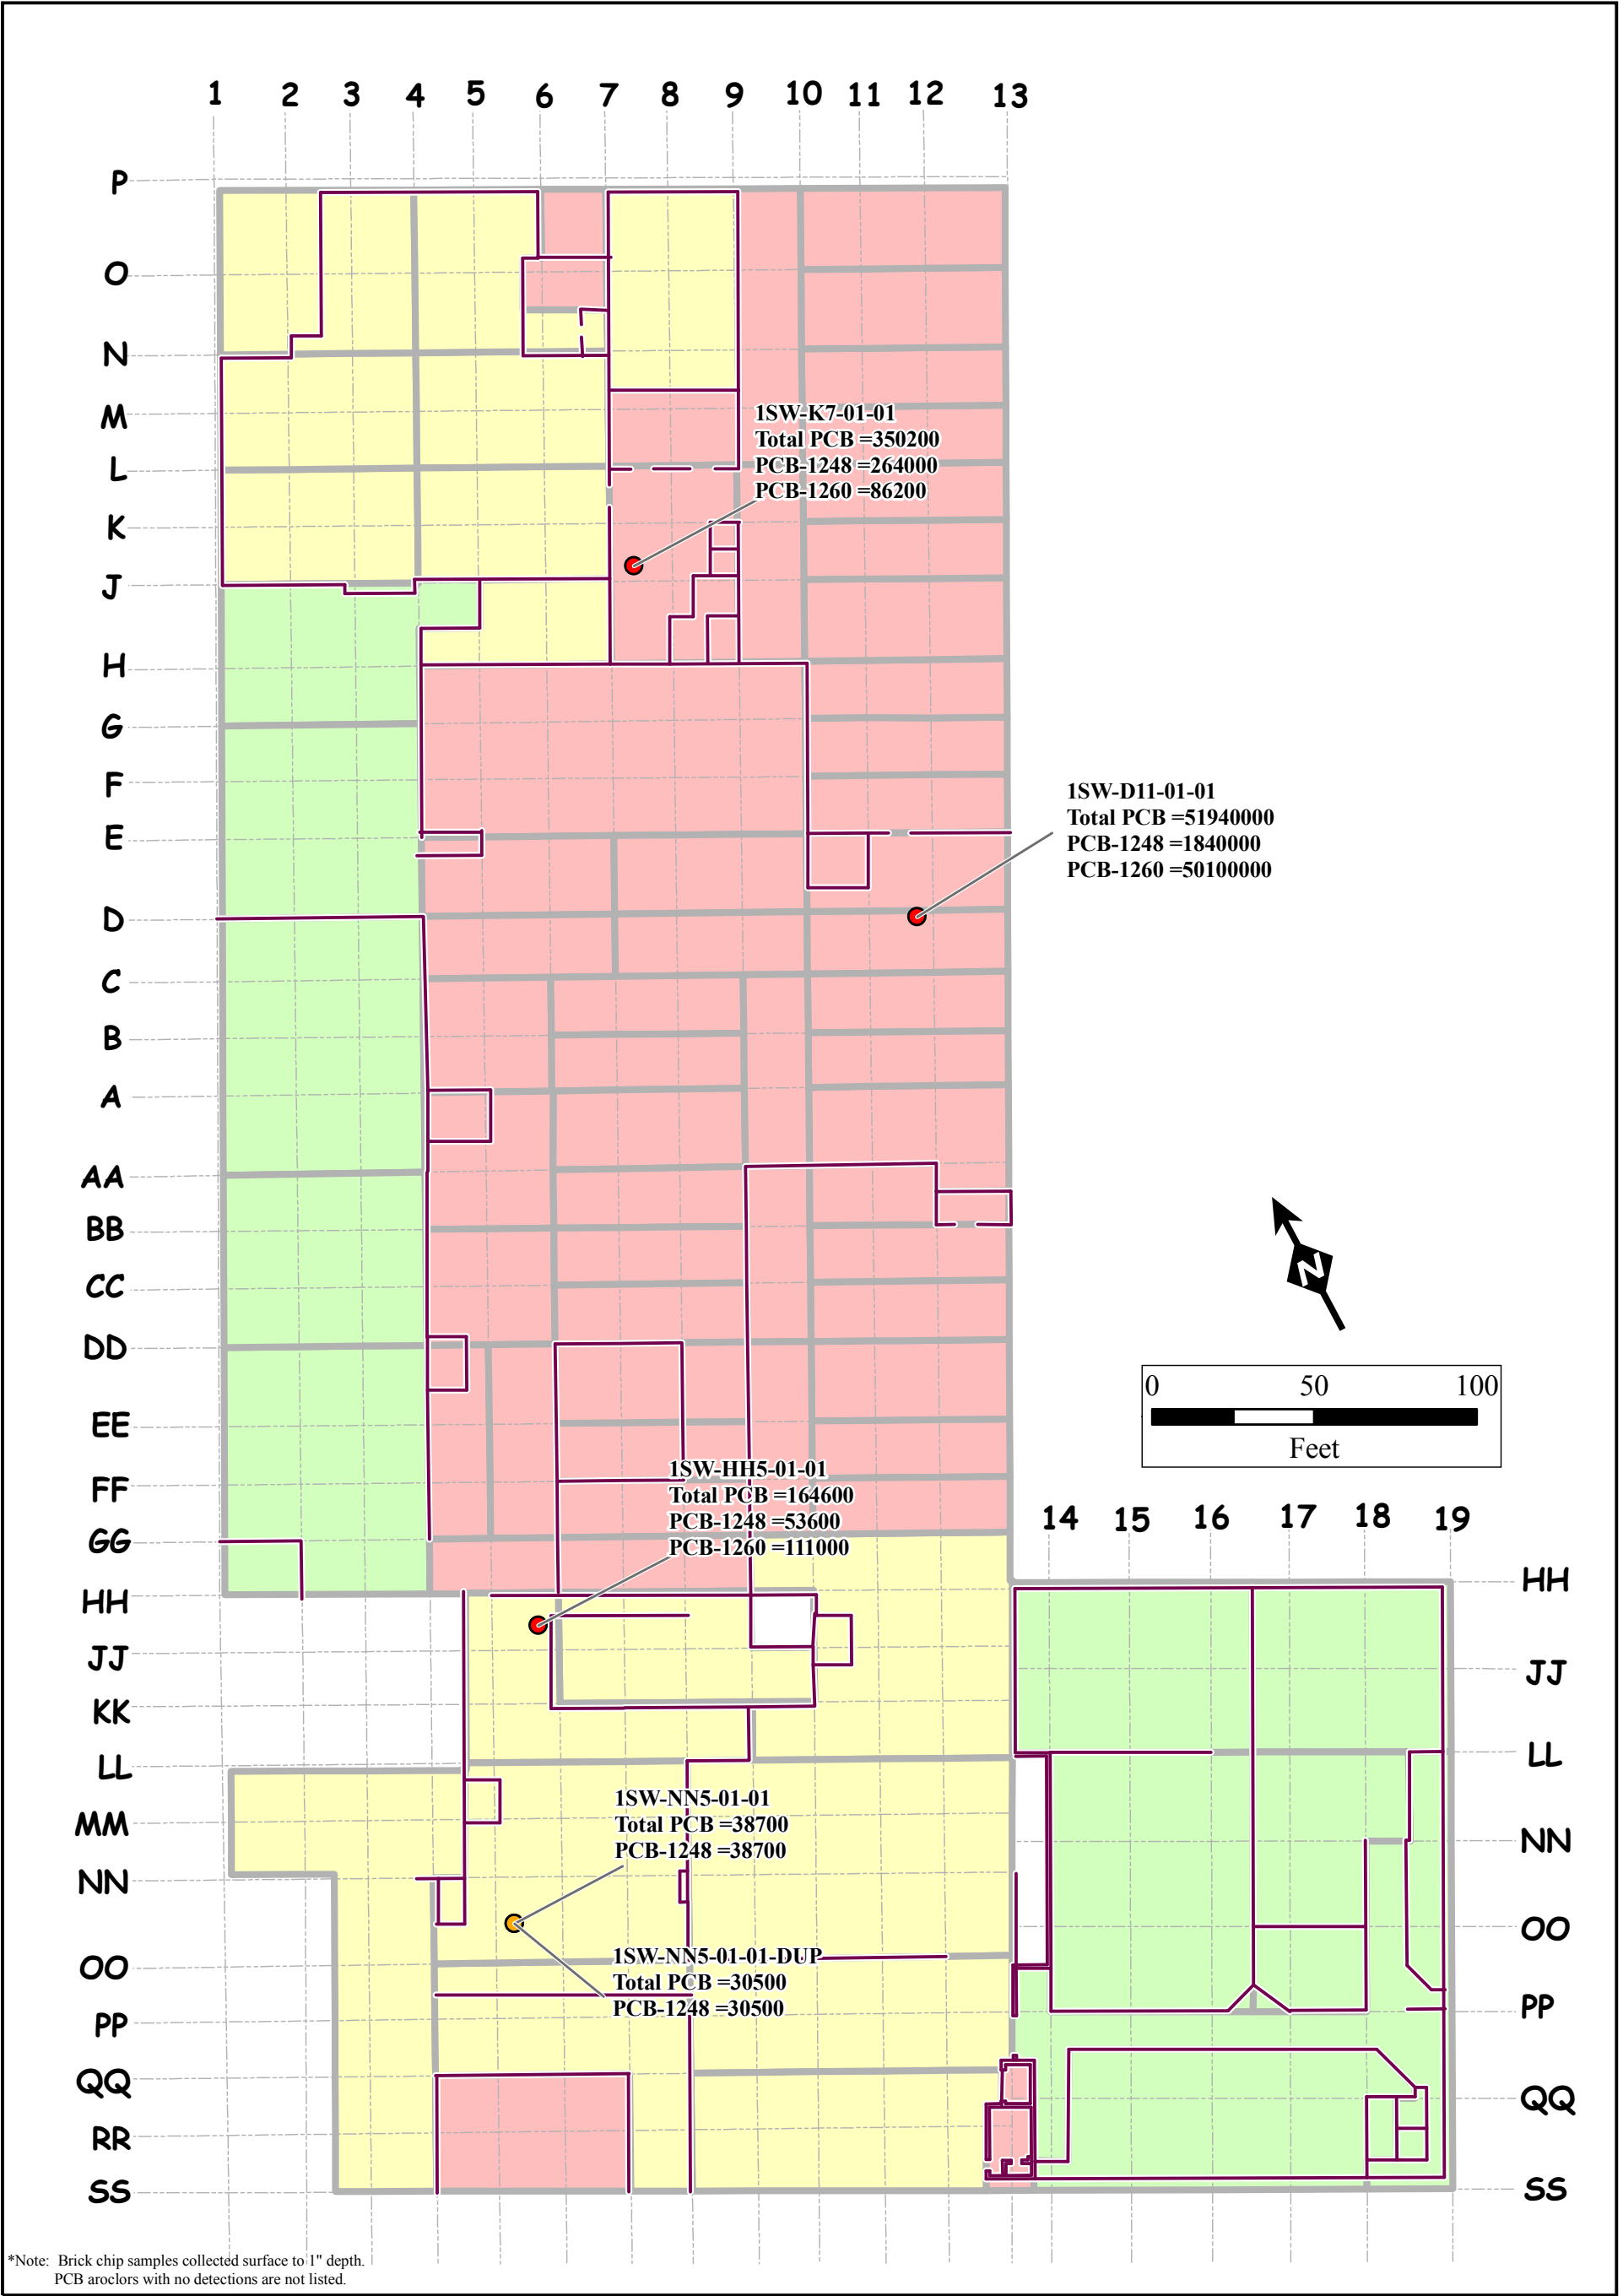 1 2 3 4 5 6 7 8 9 10 11 12 13
P
O
N
M
1SW-K7-01-01
Total PCB =350200
L
PCB-1248 =264000
PCB-1260 =86200
K
J
H
G
F
1SW-D11-01-01
Total PCB =51940000
E
PCB-1248 =1840000
PCB-1260 =50100000
D
C
B
A
AA
BB
CC
N
DD
0 50 100
Feet
EE
1SW-HH5-01-01
FF
Total PCB =164600
PCB-1248 =53600
14 15 16 17 18 19
GG
PCB-1260 =111000
HH HH
JJ JJ
KK
LL LL
1SW-NN5-01-01
MM
Total PCB =38700
NN
PCB-1248 =38700
NN
OO
1SW-NN5-01-01-DUP
OO
Total PCB =30500
PCB-1248 =30500
PP PP
QQ QQ
RR
SS SS
*Note: Brick chip samples collected surface to 1" depth.
PCB aroclors with no detections are not listed.